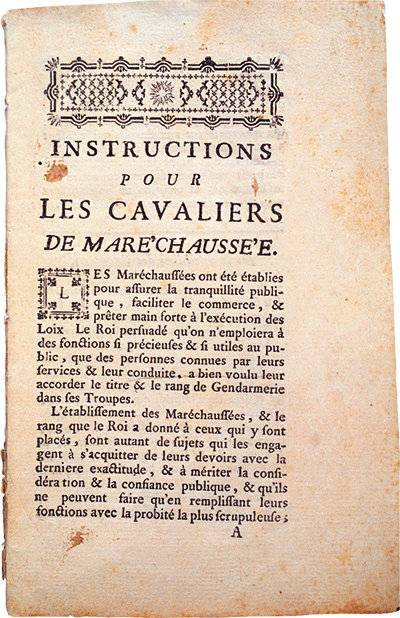 INSTRUCTIONS
POUR
LES CAVALIERS
DE MARE'CHAUSSE'E.
LES Maréchaussées ont été établies
pour assurer la tranquillité publi-
que, faciliter le commerce, &
prêter main forte à l'exécution des
Loix Le Roi persuadé qu'on n'emploiera à
des fonctions si précieuses & si utiles au pu-
blic, que des personnes connues par leurs
services & leur conduite. a bien voulu leur
accorder le titre & le rang de Gendarmerie
dans ses Troupes.
L'établissement des Maréchaussées, & le
rang que le Roi a donné à ceux qui y sont
placés, sont autant de sujets qui les enga-
gent à s'acquitter de leurs devoirs avec la
derniere exactitude, & à mériter la consi-
dération & la confiance publique, & qu'ils
ne peuvent faire qu'en remplissant leurs
fonctions avec la probité la plus scrupuleuse;
A